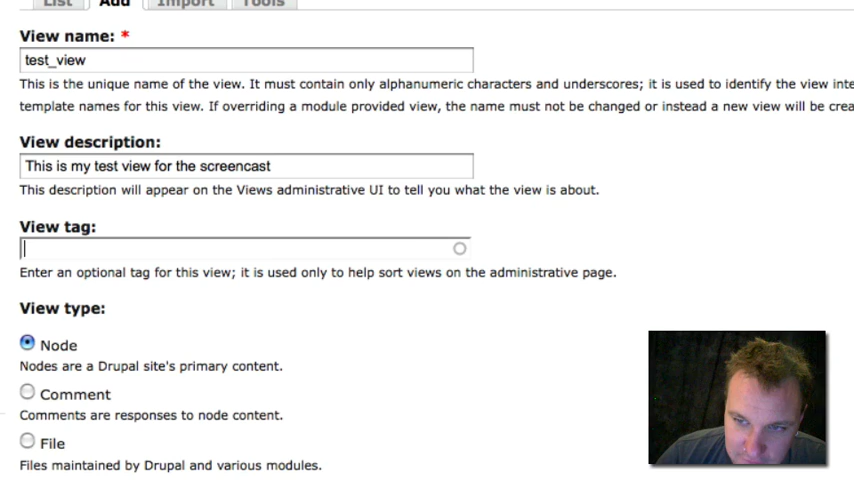 List Add Import Tools
View name: *
test_view
This is the unique name of the view. It must contain only alphanumeric characters and underscores; it is used to identify the view inte
template names for this view. If overriding a module provided view, the name must not be changed or instead a new view will be crea
View description:
This is my test view for the screencast
This description will appear on the Views administrative UI to tell you what the view is about.
View tag:
Enter an optional tag for this view; it is used only to help sort views on the administrative page.
View type:
Node
Nodes are a Drupal site's primary content.
Comment
Comments are responses to node content.
File
Files maintained by Drupal and various modules.